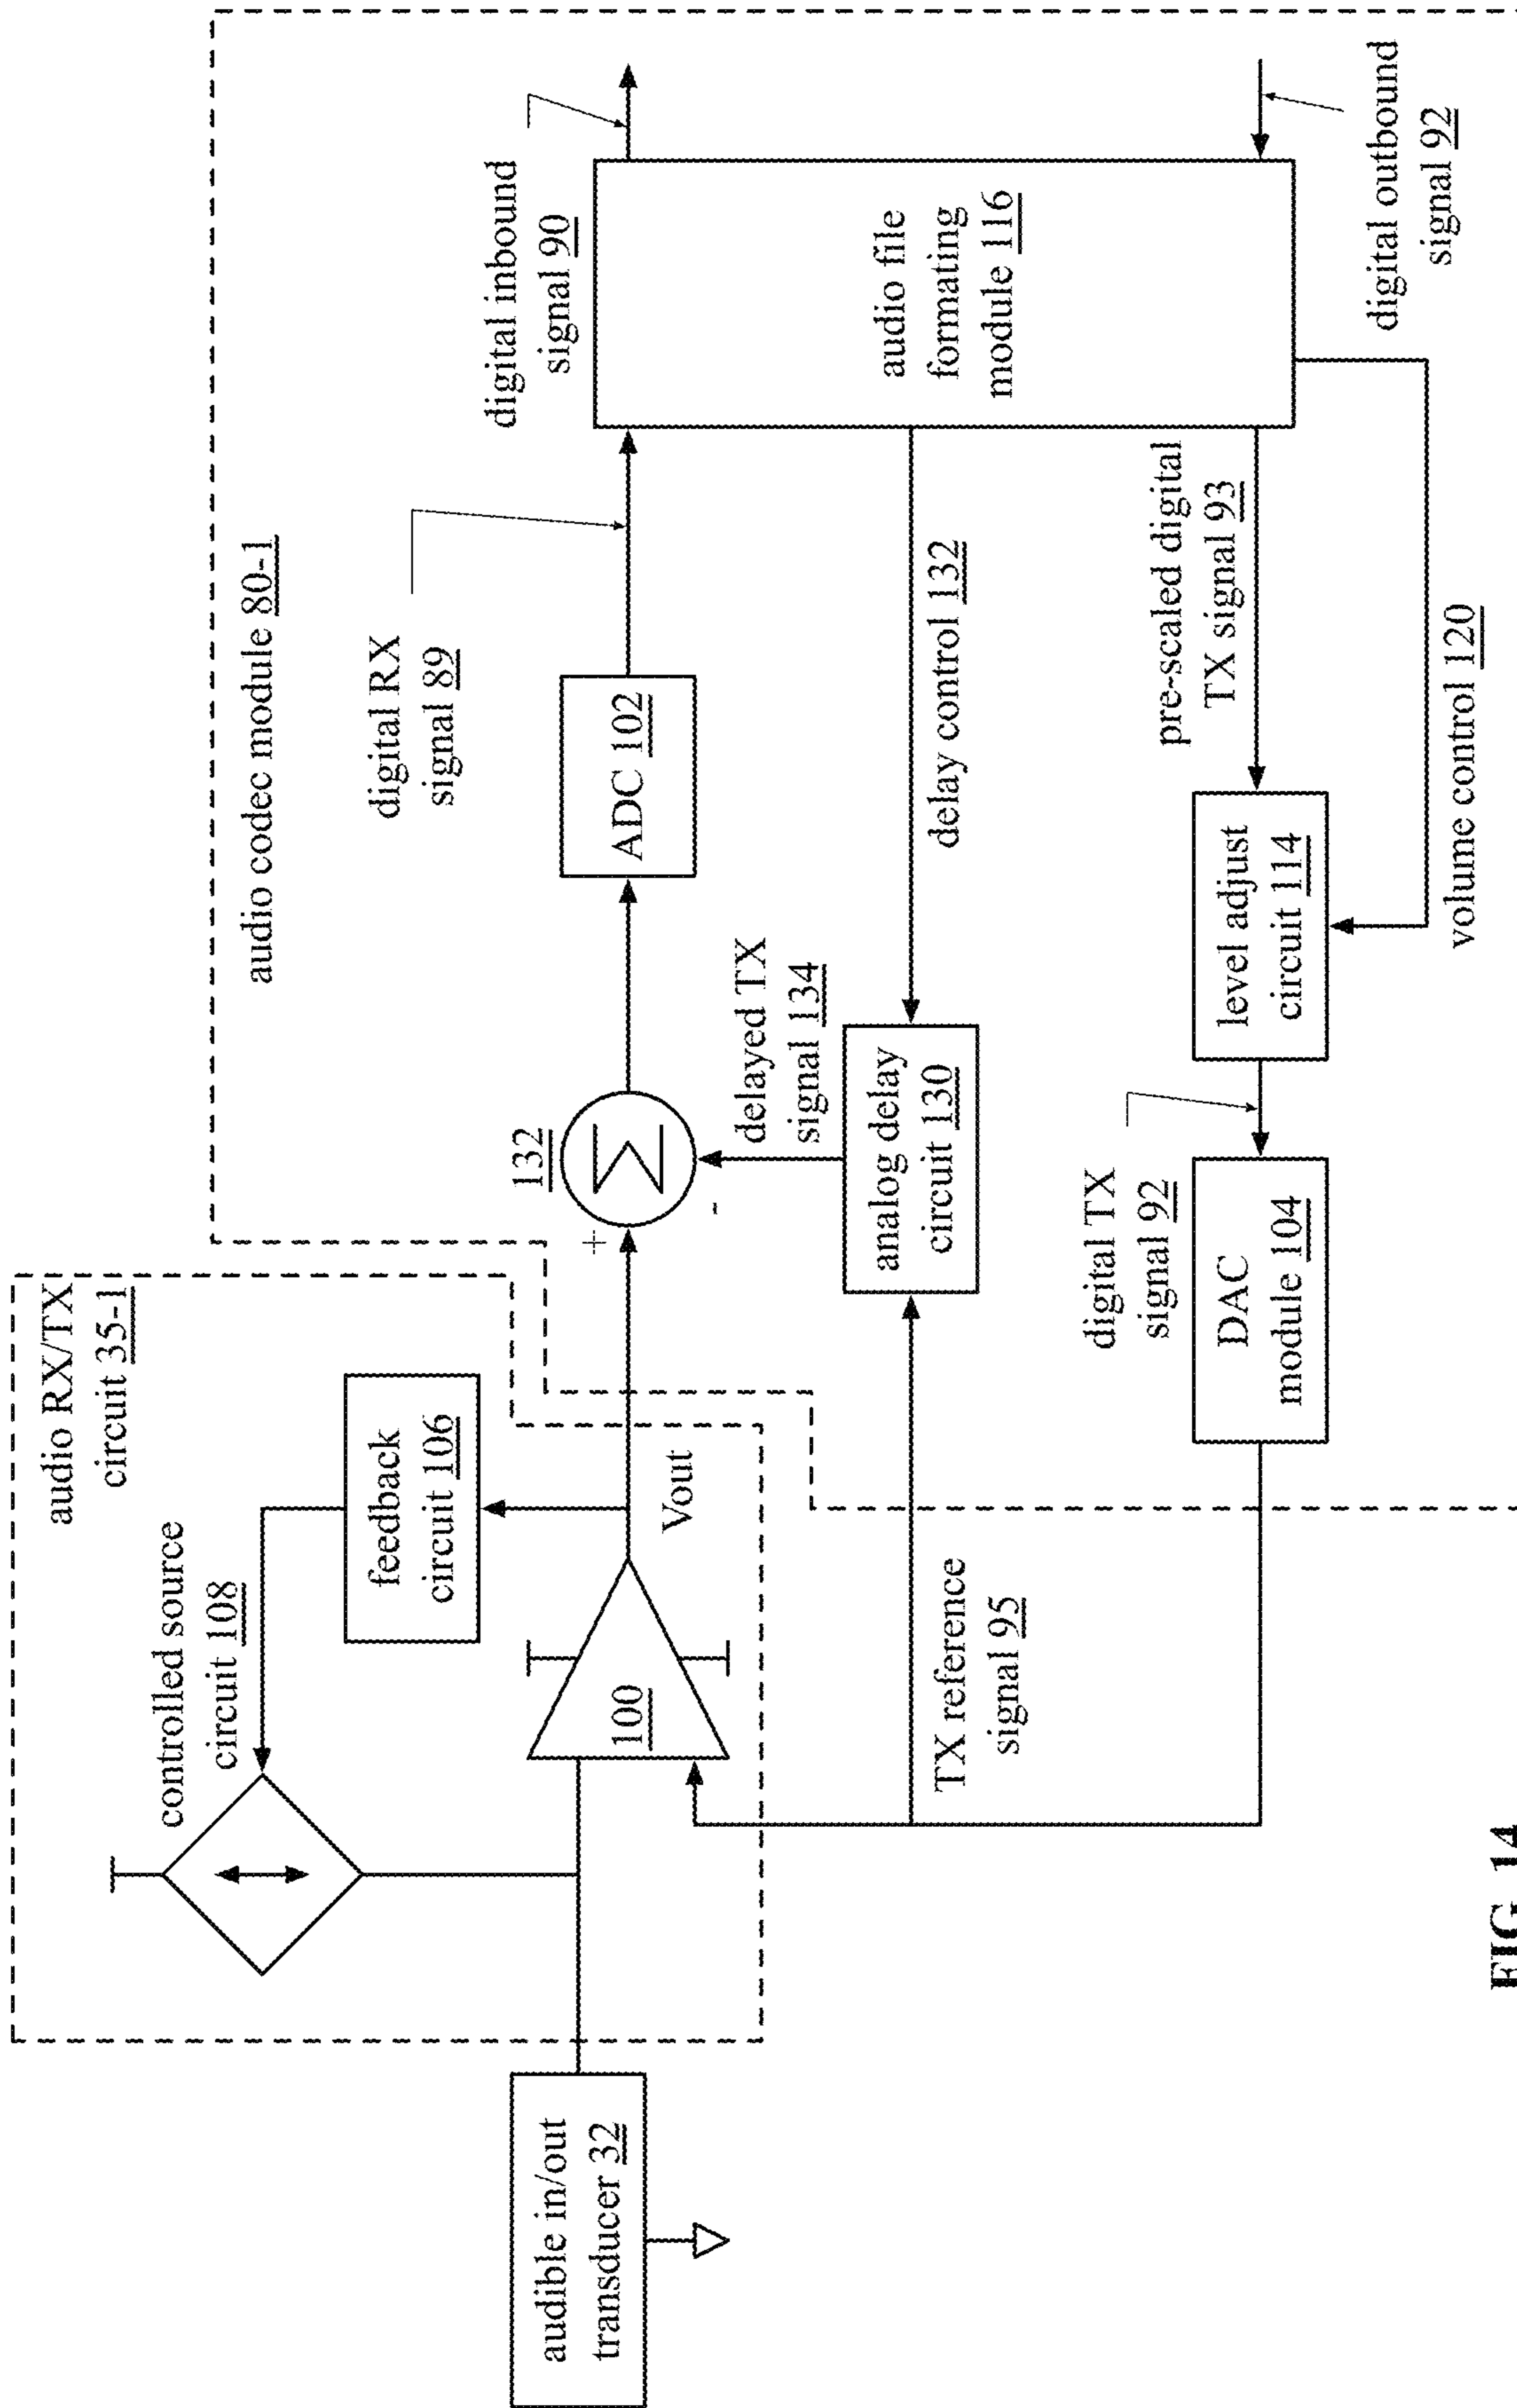 audio RX/TX
circuit 35-1
controlled source
circuit 108
feedback
circuit 106
100
Vout
audible in/out
transducer 32
TX reference
signal 95
audio codec module 80-1
digital RX
signal 89
digital inbound
signal 90
ADC 102
132
+
-
Σ
delayed TX
signal 134
analog delay
circuit 130
delay control 132
audio file
formating
module 116
pre-scaled digital
TX signal 93
digital TX
signal 92
DAC
module 104
level adjust
circuit 114
volume control 120
digital outbound
signal 92
FIG. 14